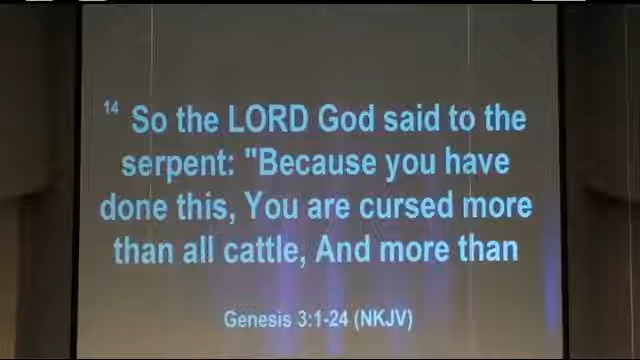 14 So the LORD God said to the
serpent: "Because you have
done this, You are cursed more
than all cattle, And more than
Genesis 3:1-24 (NKJV)